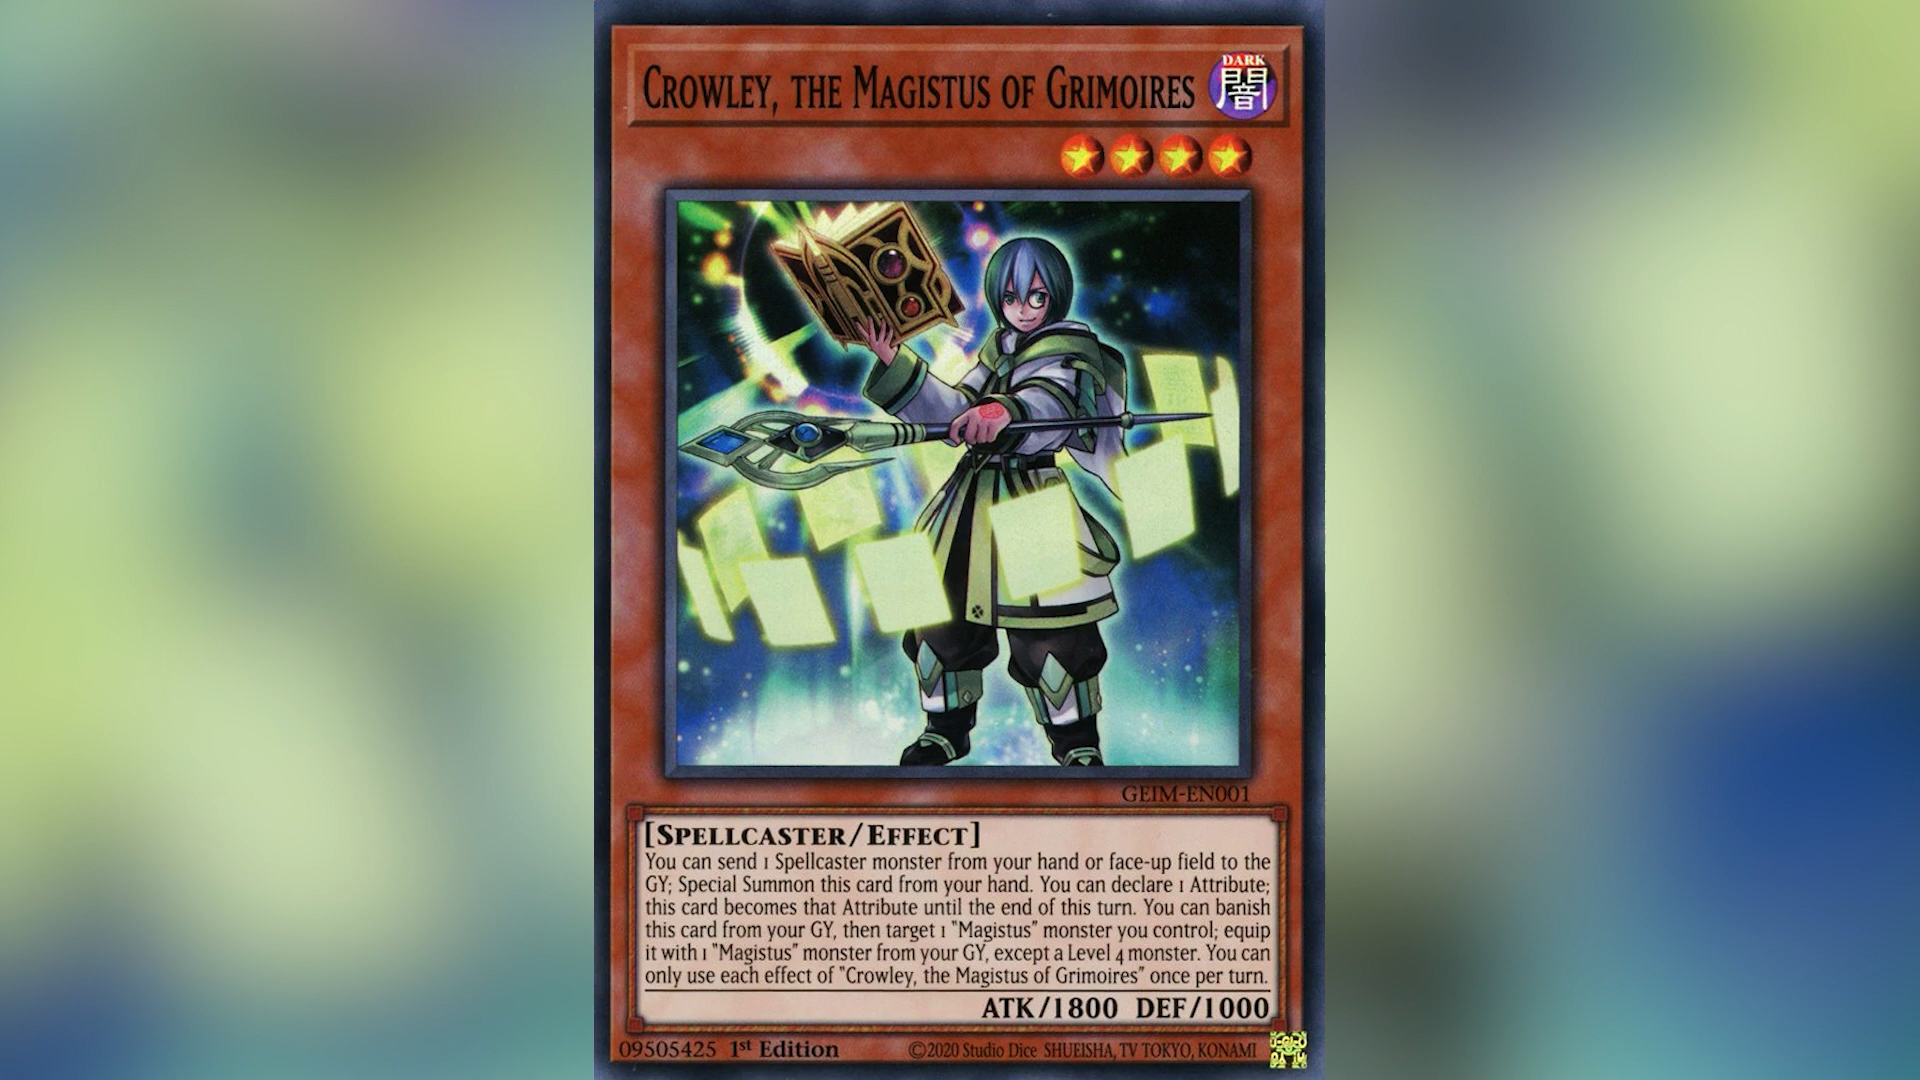 Crowley, the Magistus of Grimoires
DARK
闇
GEIM-EN001
[Spellcaster/Effect]
You can send 1 Spellcaster monster from your hand or face-up field to the
GY; Special Summon this card from your hand. You can declare 1 Attribute;
this card becomes that Attribute until the end of this turn. You can banish
this card from your GY, then target 1 "Magistus" monster you control; equip
it with 1 "Magistus" monster from your GY, except a Level 4 monster. You can
only use each effect of "Crowley, the Magistus of Grimoires" once per turn.
ATK/1800 DEF/1000
09505425 1st Edition ©2020 Studio Dice SHUEISHA, TV TOKYO, KONAMI